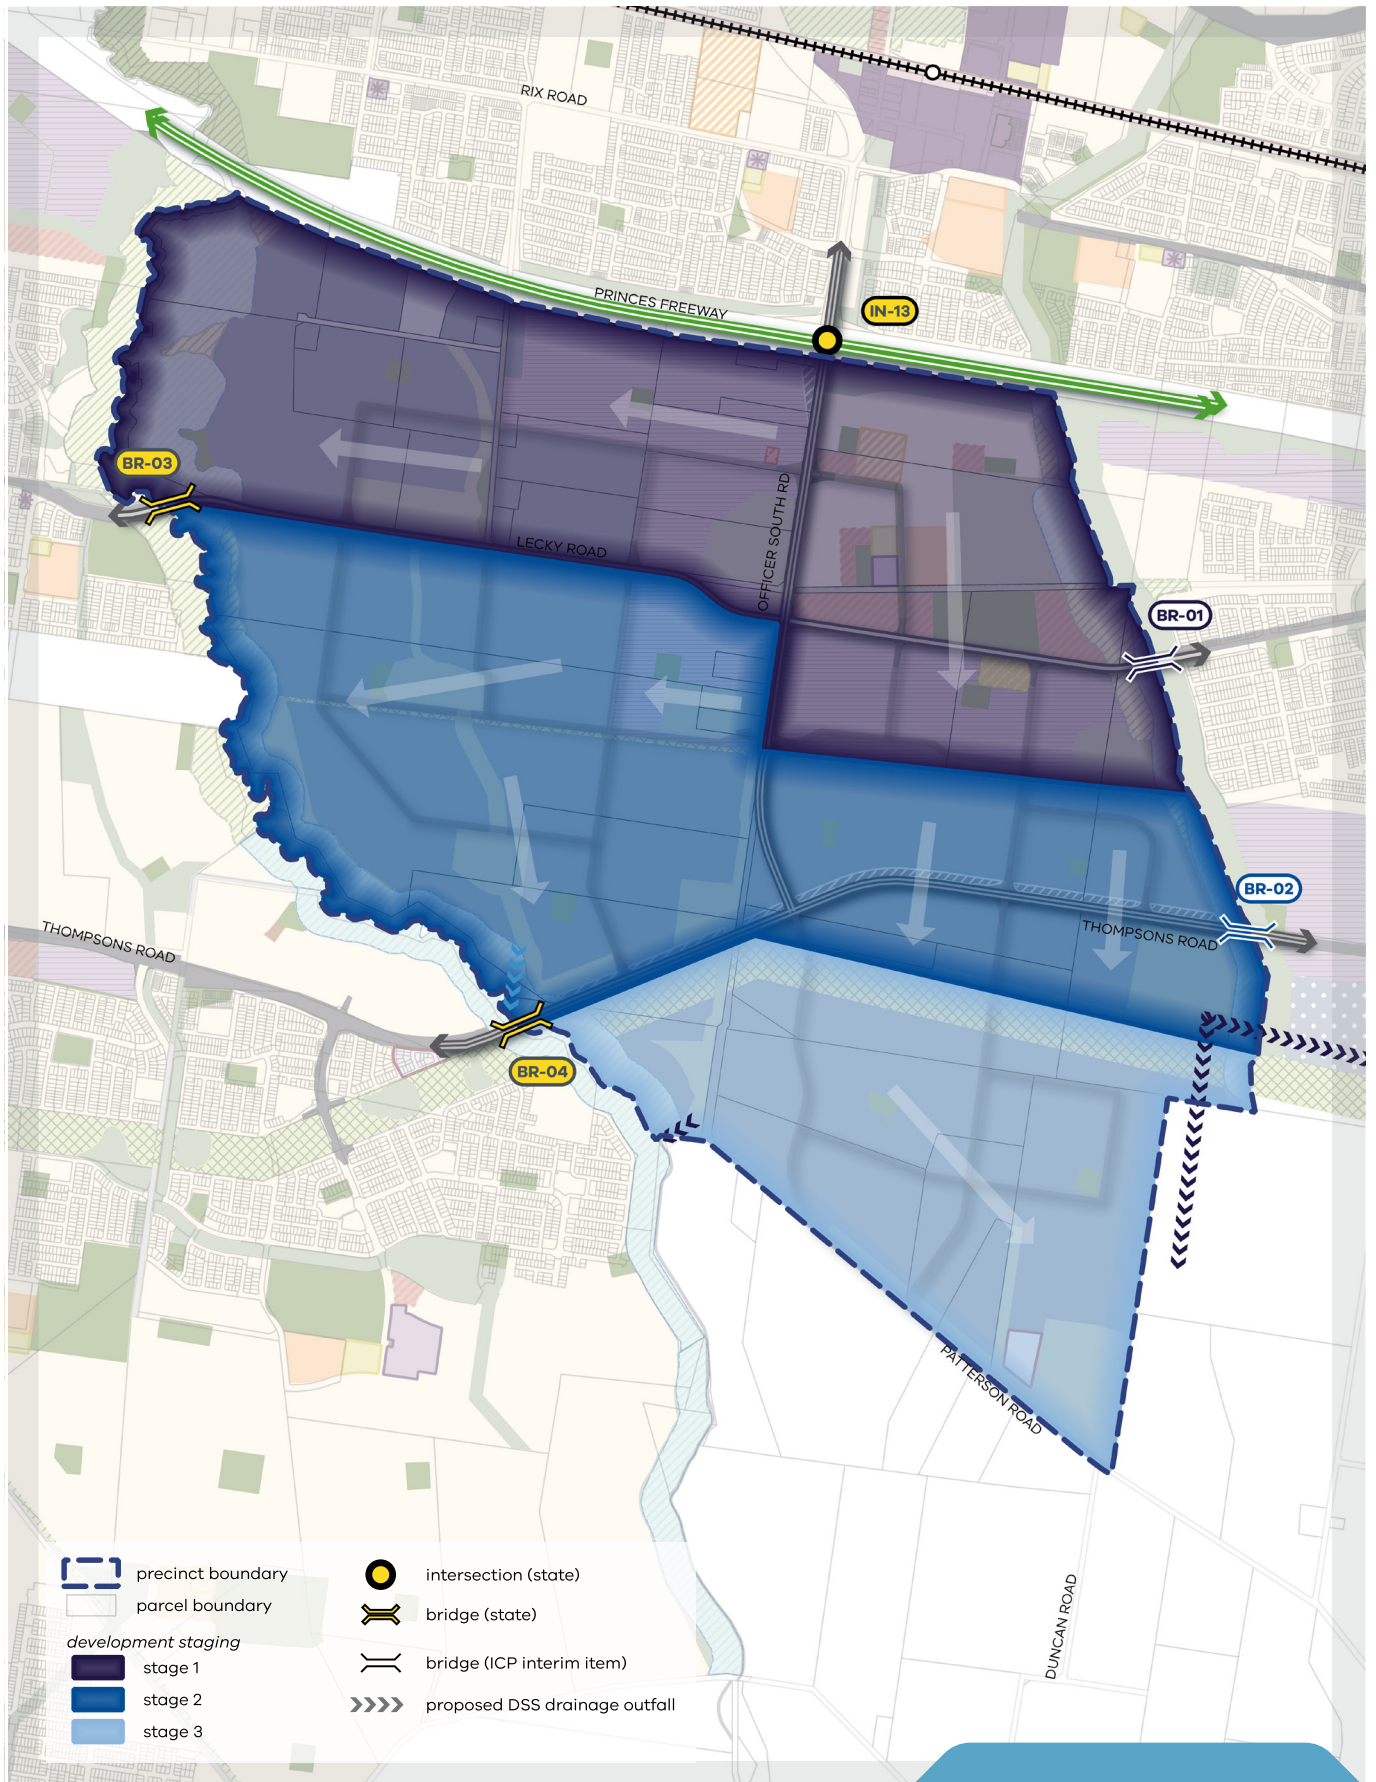 RIX ROAD
PRINCES FREEWAY
IN-13
BR-03
LECKY ROAD
OFFICER SOUTH RD
BR-01
BR-02
THOMPSONS ROAD
THOMPSONS ROAD
BR-04
PATTERSON ROAD
DUNCAN ROAD
precinct boundary
parcel boundary
development staging
stage 1
stage 2
stage 3
intersection (state)
bridge (state)
bridge (ICP interim item)
proposed DSS drainage outfall